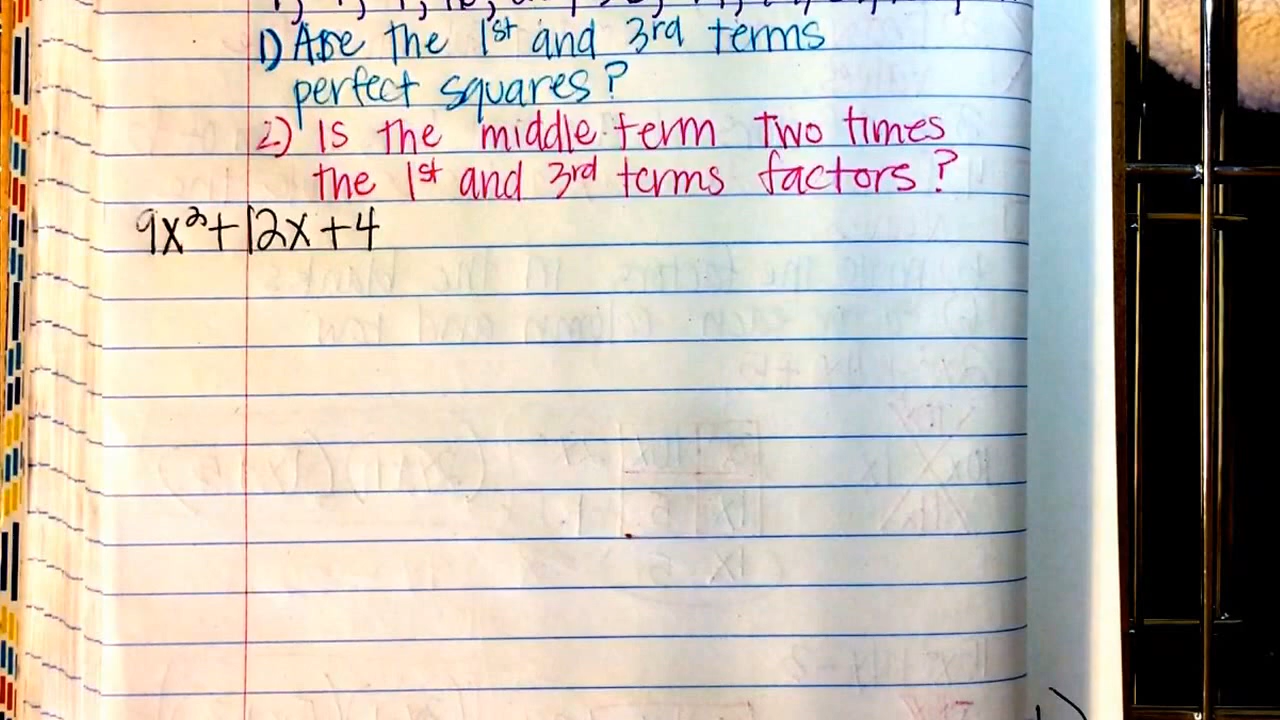 1) Are the 1st and 3rd terms
perfect squares?
2) Is the middle term two times
the 1st and 3rd terms factors?
9x²+12x+4